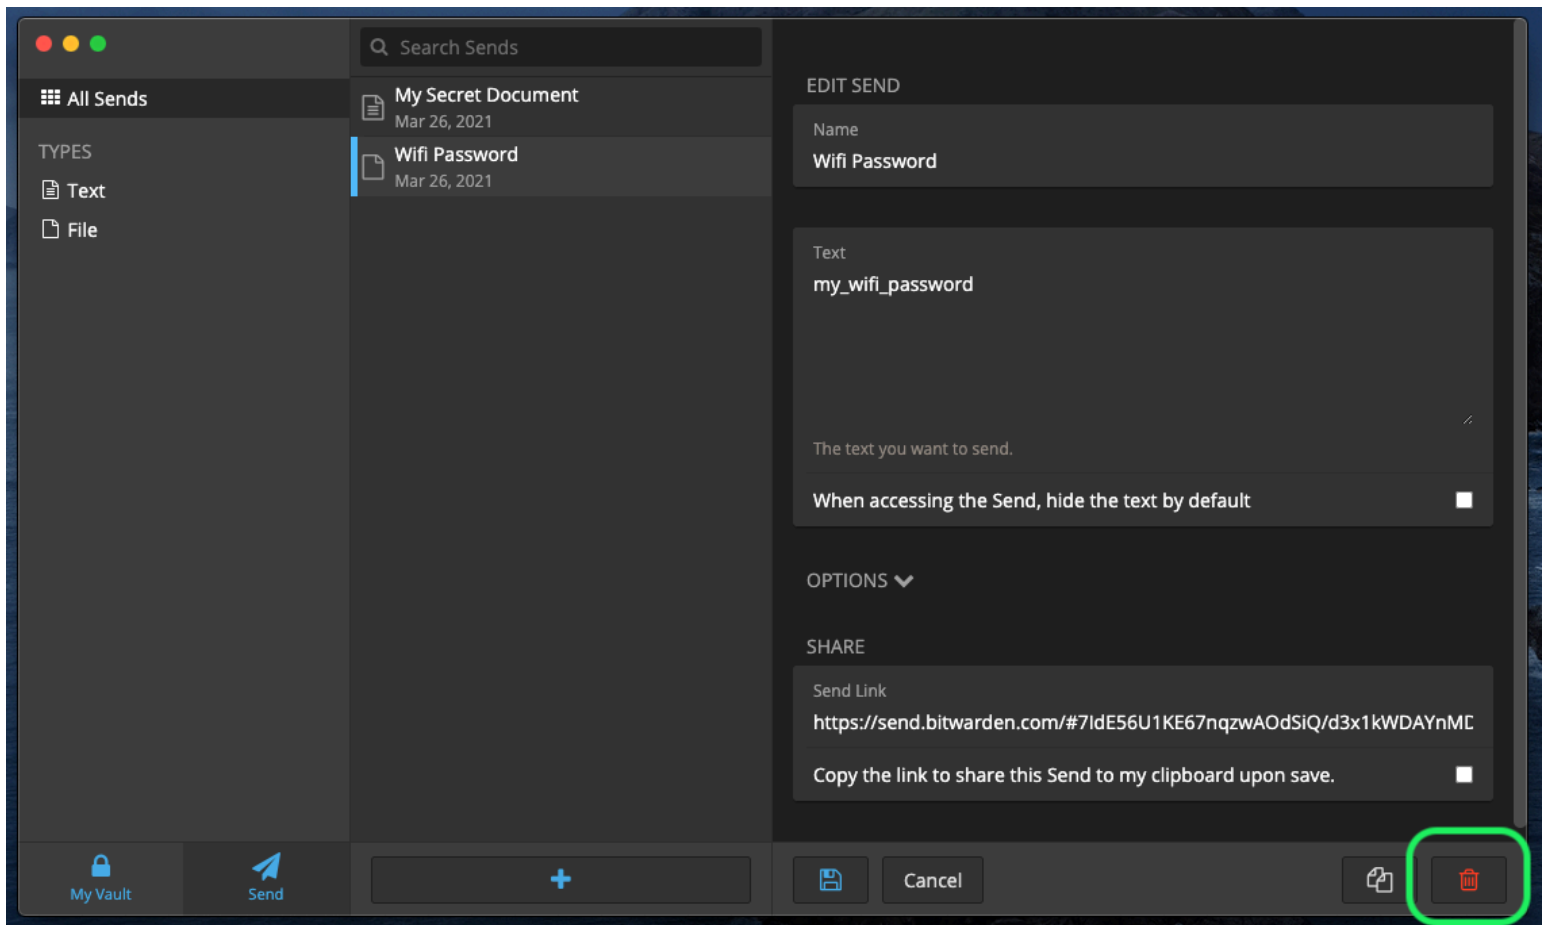 All Sends
TYPES
Text
File
My Vault
Send
Search Sends
My Secret Document
Mar 26, 2021
Wifi Password
Mar 26, 2021
EDIT SEND
Name
Wifi Password
Text
my_wifi_password
The text you want to send.
When accessing the Send, hide the text by default
OPTIONS
SHARE
Send Link
https://send.bitwarden.com/#7IdE56U1KE67nqzwAOdSiQ/d3x1kWDAYnMD
Copy the link to share this Send to my clipboard upon save.
Cancel